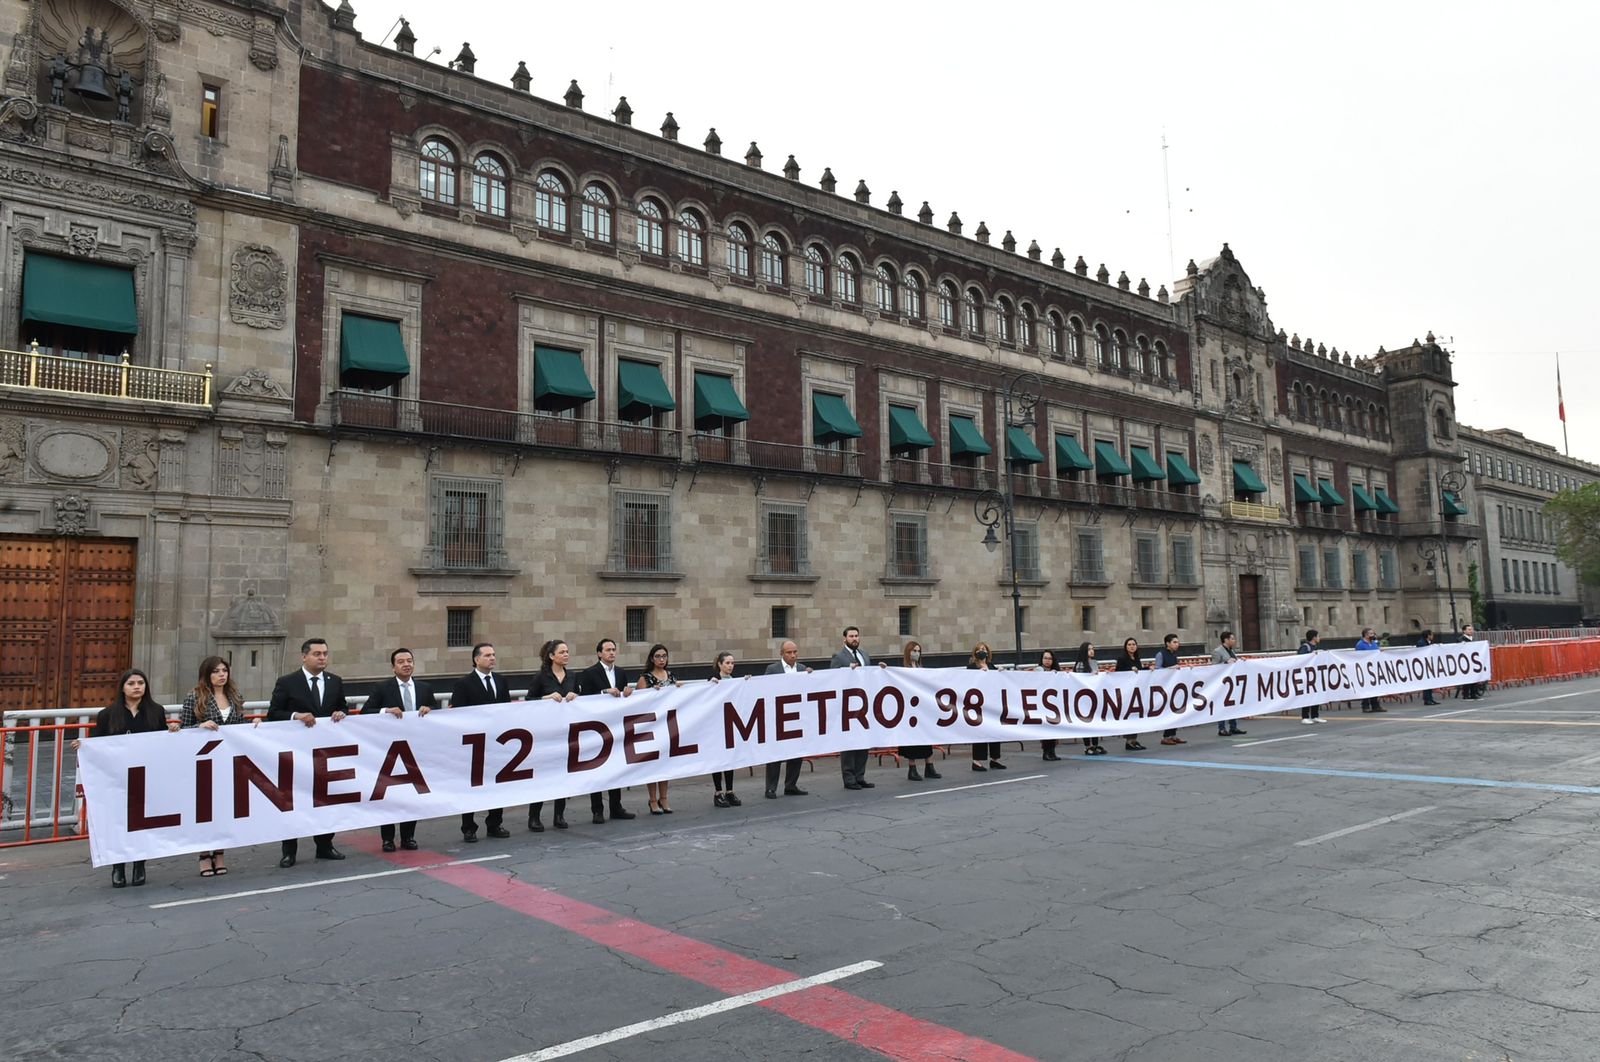 LÍNEA 12 DEL METRO: 98 LESIONADOS, 27 MUERTOS, 0 SANCIONADOS.